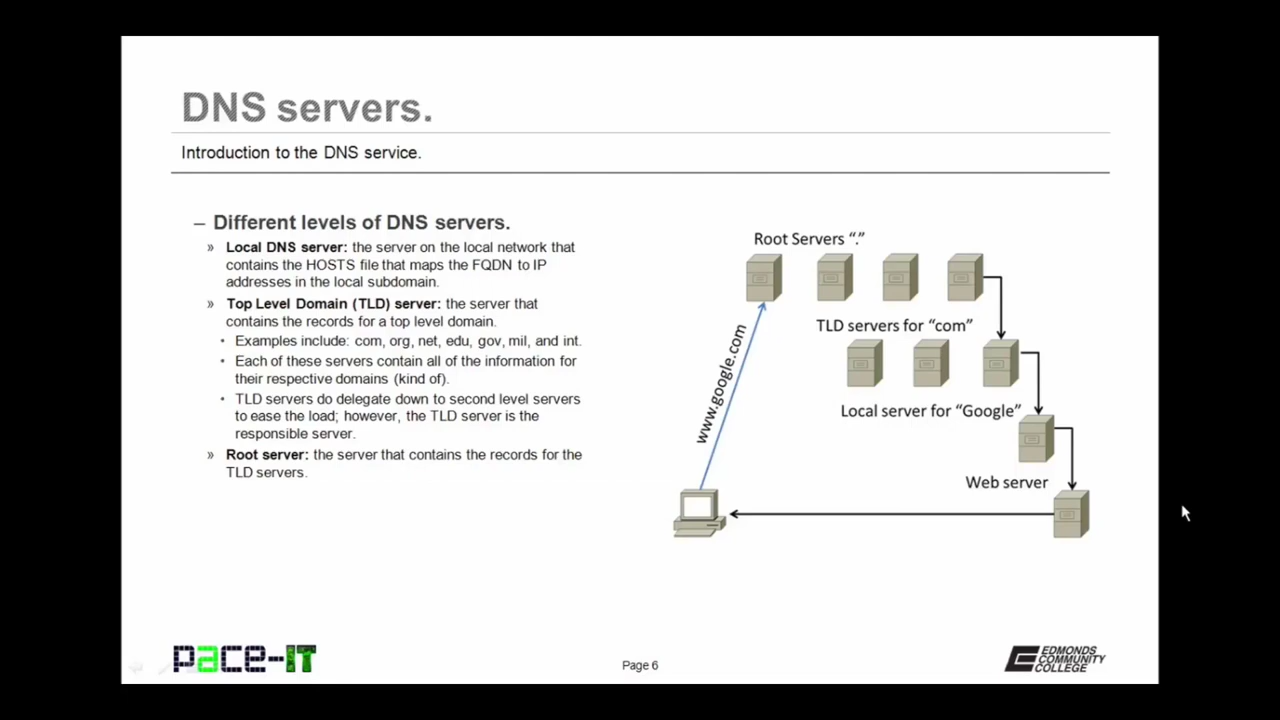 DNS servers.
Introduction to the DNS service.
– Different levels of DNS servers.
» Local DNS server: the server on the local network that
contains the HOSTS file that maps the FQDN to IP
addresses in the local subdomain.
» Top Level Domain (TLD) server: the server that
contains the records for a top level domain.
• Examples include: com, org, net, edu, gov, mil, and int.
• Each of these servers contain all of the information for
their respective domains (kind of).
• TLD servers do delegate down to second level servers
to ease the load; however, the TLD server is the
responsible server.
» Root server: the server that contains the records for the
TLD servers.
Root Servers “.”
TLD servers for “com”
www.google.com
Local server for “Google”
Web server
pace-IT
Page 6
EDMONDS
COMMUNITY
COLLEGE